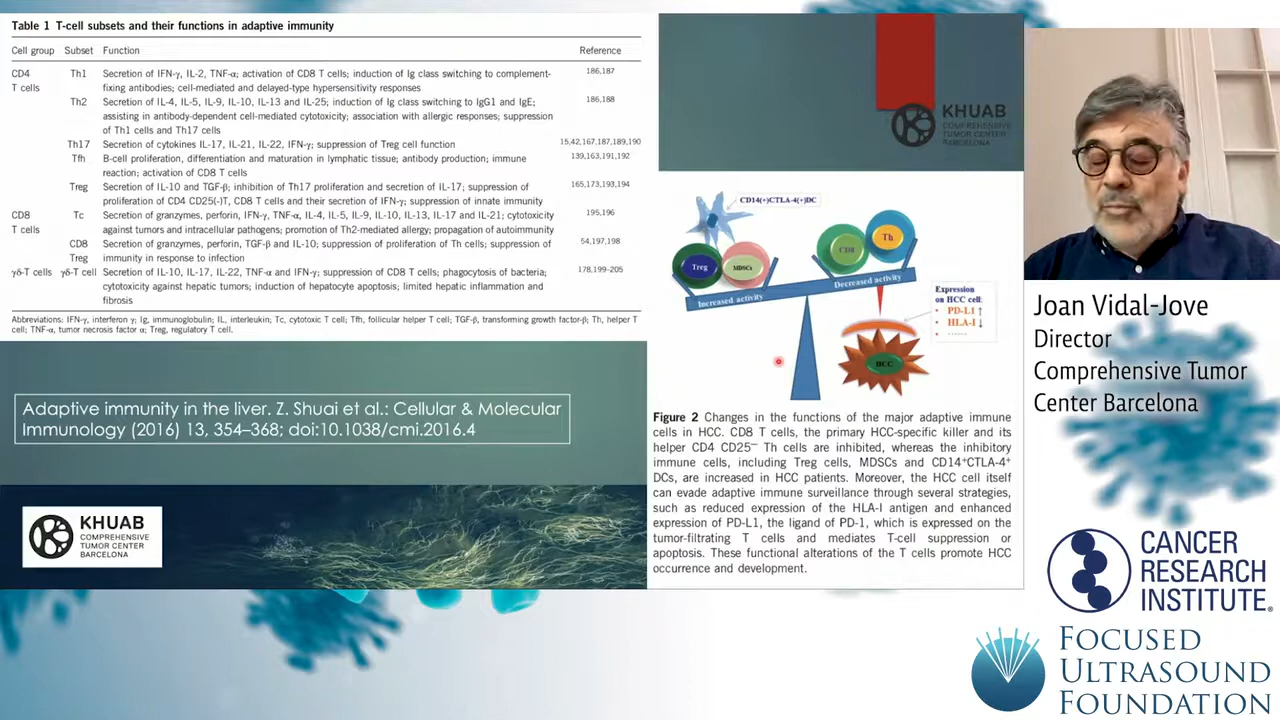 Table 1 T-cell subsets and their functions in adaptive immunity
Cell group Subset Function Reference
CD4 Th1 Secretion of IFN-γ, IL-2, TNF-α; activation of CD8 T cells; induction of Ig class switching to complement- 186,187
T cells fixing antibodies; cell-mediated and delayed-type hypersensitivity responses
Th2 Secretion of IL-4, IL-5, IL-9, IL-10, IL-13 and IL-25; induction of Ig class switching to IgG1 and IgE; 186,188
assisting in antibody-dependent cell-mediated cytotoxicity; association with allergic responses; suppression
of Th1 cells and Th17 cells
Th17 Secretion of cytokines IL-17, IL-21, IL-22, IFN-γ; suppression of Treg cell function 15,42,167,187,189,190
Tfh B-cell proliferation, differentiation and maturation in lymphatic tissue; antibody production; immune 139,163,191,192
reaction; activation of CD8 T cells
Treg Secretion of IL-10 and TGF-β; inhibition of Th17 proliferation and secretion of IL-17; suppression of 165,173,193,194
proliferation of CD4 CD25(-)T, CD8 T cells and their secretion of IFN-γ; suppression of innate immunity
CD8 Tc Secretion of granzymes, perforin, IFN-γ, TNF-α, IL-4, IL-5, IL-9, IL-10, IL-13, IL-17 and IL-21; cytotoxicity 195,196
T cells against tumors and intracellular pathogens; promotion of Th2-mediated allergy; propagation of autoimmunity
CD8 Secretion of granzymes, perforin, TGF-β and IL-10; suppression of proliferation of Th cells; suppression of 54,197,198
Treg immunity in response to infection
γδ-T cells γδ-T cell Secretion of IL-10, IL-17, IL-22, TNF-α and IFN-γ; suppression of CD8 T cells; phagocytosis of bacteria; 178,199-205
cytotoxicity against hepatic tumors; induction of hepatocyte apoptosis; limited hepatic inflammation and
fibrosis
Abbreviations: IFN-γ, interferon γ; Ig, immunoglobulin; IL, interleukin; Tc, cytotoxic T cell; Tfh, follicular helper T cell; TGF-β, transforming growth factor-β; Th, helper T
cell; TNF-α, tumor necrosis factor α; Treg, regulatory T cell.
Adaptive immunity in the liver. Z. Shuai et al.: Cellular & Molecular
Immunology (2016) 13, 354–368; doi:10.1038/cmi.2016.4
KHUAB
COMPREHENSIVE
TUMOR CENTER
BARCELONA
KHUAB
COMPREHENSIVE
TUMOR CENTER
BARCELONA
CD14(+)CTLA-4(+)DC
Treg
MDSCs
CD8
Th
Increased activity
Decreased activity
Expression
on HCC cell:
• PD-L1 ↑
• HLA-I ↓
• ······
HCC
Figure 2 Changes in the functions of the major adaptive immune
cells in HCC. CD8 T cells, the primary HCC-specific killer and its
helper CD4 CD25⁻ Th cells are inhibited, whereas the inhibitory
immune cells, including Treg cells, MDSCs and CD14⁺CTLA-4⁺
DCs, are increased in HCC patients. Moreover, the HCC cell itself
can evade adaptive immune surveillance through several strategies,
such as reduced expression of the HLA-I antigen and enhanced
expression of PD-L1, the ligand of PD-1, which is expressed on the
tumor-filtrating T cells and mediates T-cell suppression or
apoptosis. These functional alterations of the T cells promote HCC
occurrence and development.
Joan Vidal-Jove
Director
Comprehensive Tumor
Center Barcelona
CANCER
RESEARCH
INSTITUTE®
FOCUSED
ULTRASOUND
FOUNDATION